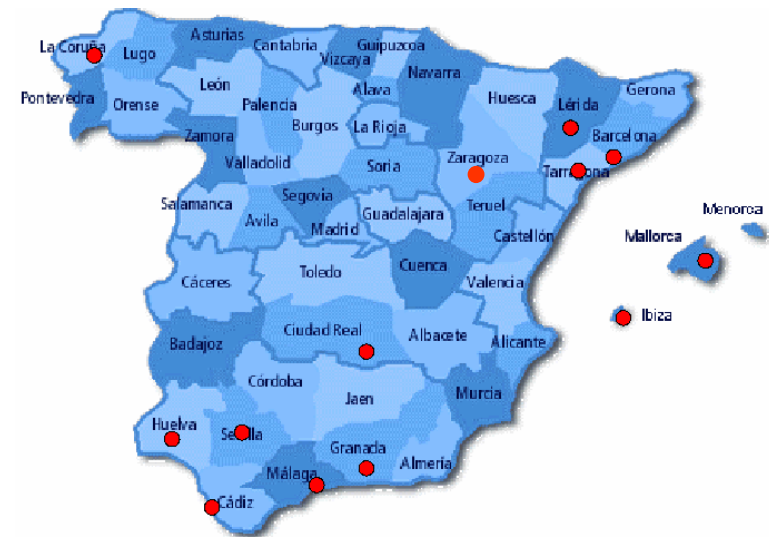 La Coruña
Lugo
Asturias
Cantabria
Vizcaya
Guipuzcoa
Alava
Navarra
Huesca
Lérida
Gerona
Barcelona
Pontevedra
Orense
León
Palencia
Burgos
La Rioja
Zamora
Valladolid
Soria
Zaragoza
Tarragona
Salamanca
Avila
Segovia
Madrid
Guadalajara
Teruel
Castellón
Menorca
Mallorca
Ibiza
Cáceres
Toledo
Cuenca
Valencia
Badajoz
Ciudad Real
Albacete
Alicante
Córdoba
Jaen
Murcia
Huelva
Sevilla
Granada
Almería
Málaga
Cádiz